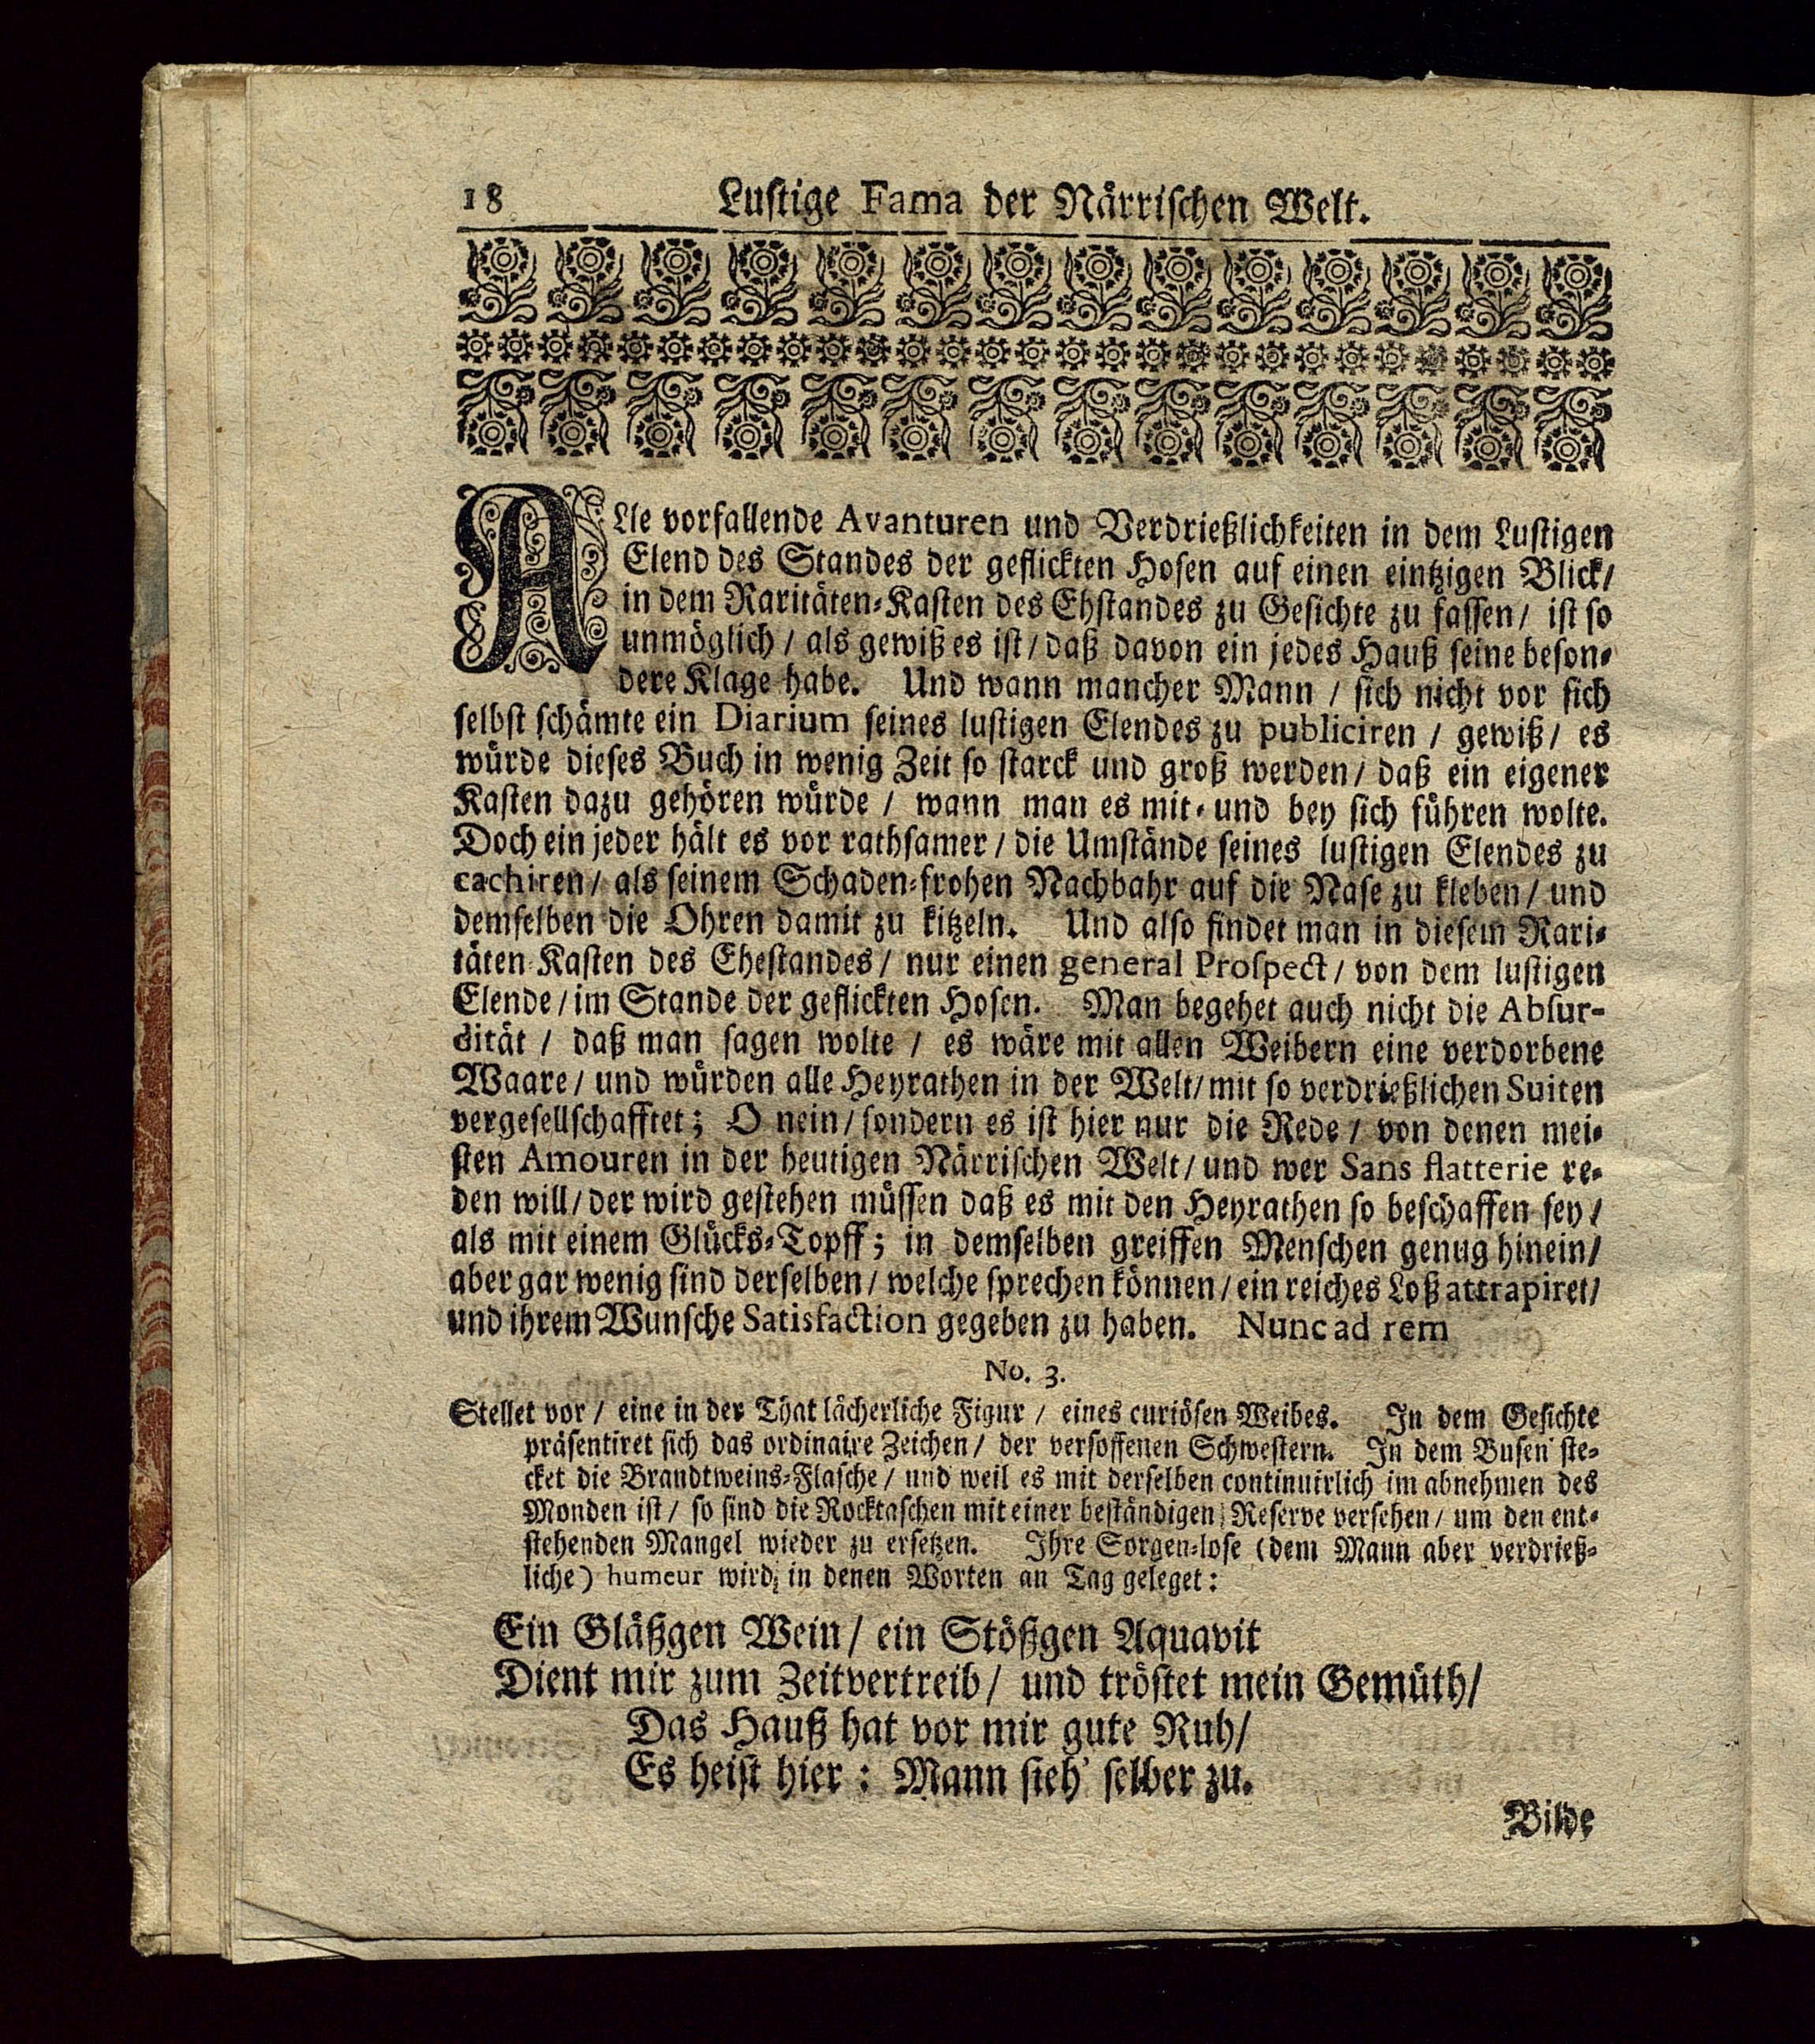 18 Lustige Fama der Närrischen Welt.
ALle vorfallende Avanturen und Verdrießlichkeiten in dem Lustigen
Elend des Standes der geflickten Hosen auf einen eintzigen Blick/
in dem Raritäten-Kasten des Ehstandes zu Gesichte zu fassen/ ist so
unmöglich / als gewiß es ist / daß davon ein jedes Hauß seine beson-
dere Klage habe. Und wann mancher Mann / sich nicht vor sich
selbst schämte ein Diarium seines lustigen Elendes zu publiciren / gewiß / es
würde dieses Buch in wenig Zeit so starck und groß werden / daß ein eigener
Kasten dazu gehören würde / wann man es mit- und bey sich führen wolte.
Doch ein jeder hält es vor rathsamer / die Umstände seines lustigen Elendes zu
cachiren / als seinem Schaden-frohen Nachbahr auf die Nase zu kleben / und
demselben die Ohren damit zu kitzeln. Und also findet man in diesem Rari-
täten-Kasten des Ehestandes / nur einen general Prospect / von dem lustigen
Elende / im Stande der geflickten Hosen. Man begehet auch nicht die Absur-
dität / daß man sagen wolte / es wäre mit allen Weibern eine verdorbene
Waare / und würden alle Heyrathen in der Welt / mit so verdrießlichen Suiten
vergesellschafftet; O nein / sondern es ist hier nur die Rede / von denen mei-
sten Amouren in der heutigen Närrischen Welt / und wer Sans flatterie re-
den will / der wird gestehen müssen daß es mit den Heyrathen so beschaffen sey /
als mit einem Glücks-Topff; in demselben greiffen Menschen genug hinein /
aber gar wenig sind derselben / welche sprechen können / ein reiches Loß attrapiret /
und ihrem Wunsche Satisfaction gegeben zu haben. Nunc ad rem
No. 3.
Stellet vor / eine in der That lächerliche Figur / eines curiösen Weibes. In dem Gesichte
präsentiret sich das ordinaire Zeichen / der versoffenen Schwestern. In dem Busen ste-
cket die Brandtweins-Flasche / und weil es mit derselben continuirlich im abnehmen des
Monden ist / so sind die Rocktaschen mit einer beständigen Reserve versehen / um den ent-
stehenden Mangel wieder zu ersetzen. Ihre Sorgen-lose (dem Mann aber verdrieß-
liche) humeur wird in denen Worten an Tag geleget:
Ein Gläßgen Wein / ein Stößgen Aquavit
Dient mir zum Zeitvertreib / und tröstet mein Gemüth /
Das Hauß hat vor mir gute Ruh /
Es heist hier : Mann sieh' selber zu.
Bilde